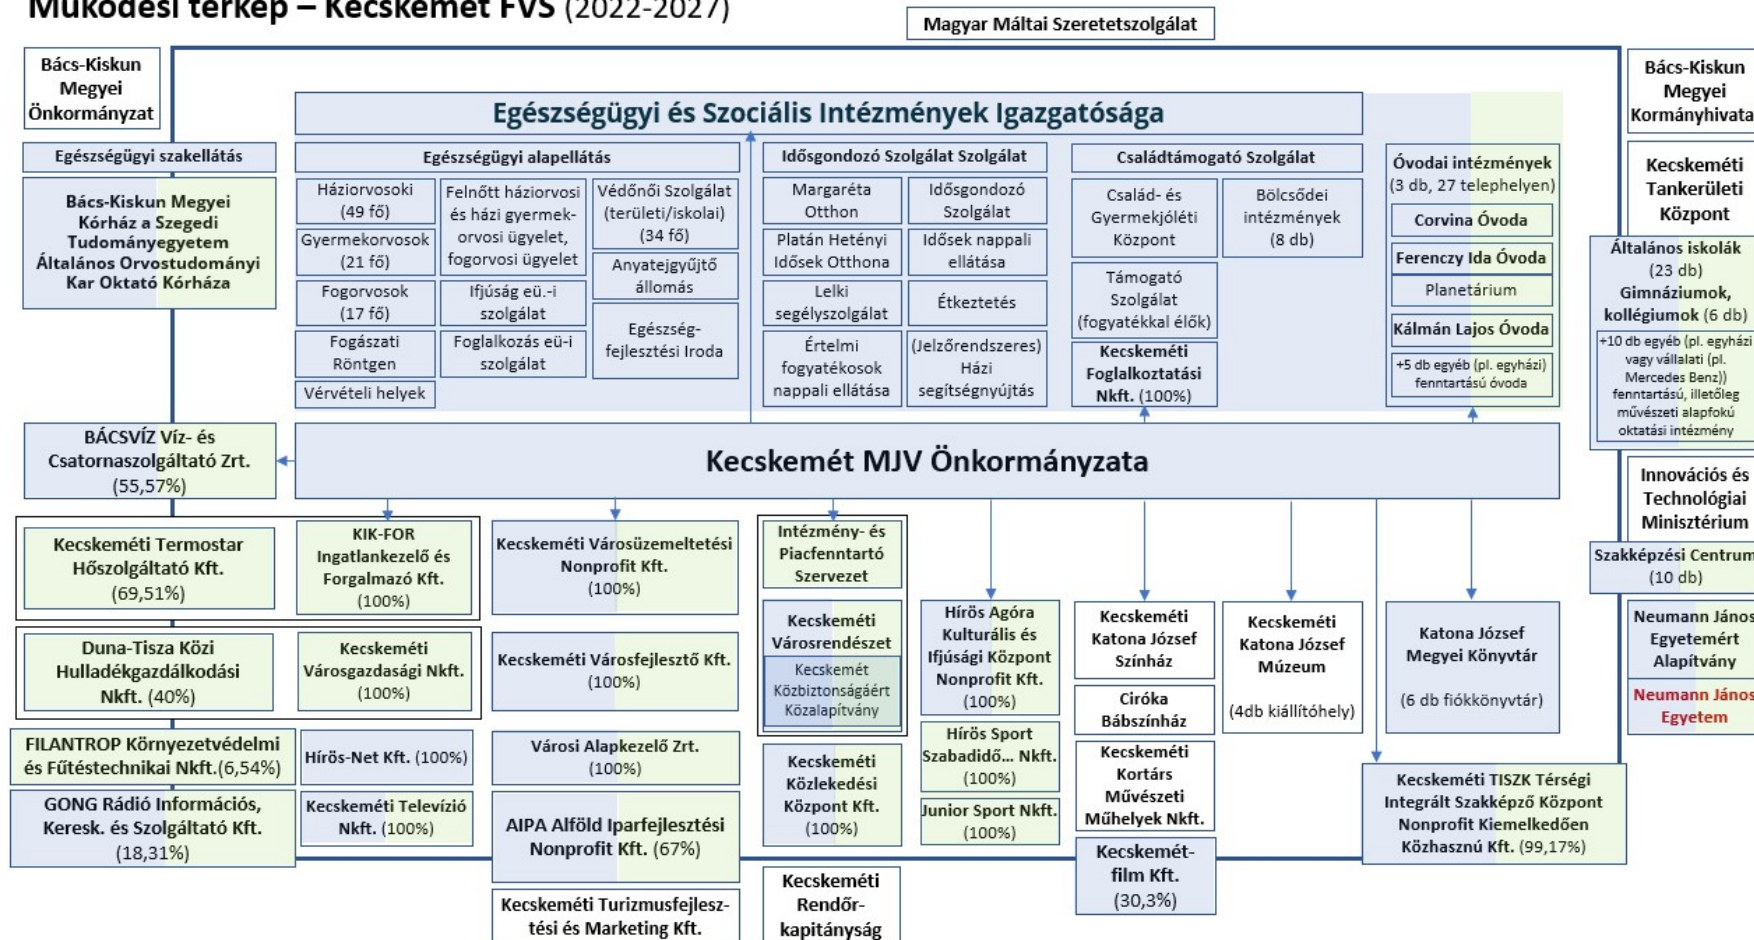 Működési térkép – Kecskemét FVS (2022-2027)
Magyar Máltai Szeretetszolgálat
Bács-Kiskun
Megyei
Önkormányzat
Bács-Kiskun
Megyei
Kormányhivata
Egészségügyi és Szociális Intézmények Igazgatósága
Egészségügyi szakellátás
Bács-Kiskun Megyei
Kórház a Szegedi
Tudományegyetem
Általános Orvostudományi
Kar Oktató Kórháza
Egészségügyi alapellátás
Háziorvosoki
(49 fő)
Gyermekorvosok
(21 fő)
Fogorvosok
(17 fő)
Fogászati
Röntgen
Vérvételi helyek
Felnőtt háziorvosi
és házi gyermek-
orvosi ügyelet,
fogorvosi ügyelet
Ifjúság eü.-i
szolgálat
Foglalkozás eü-i
szolgálat
Védőnői Szolgálat
(területi/iskolai)
(34 fő)
Anyatejgyűjtő
állomás
Egészség-
fejlesztési Iroda
Idősgondozó Szolgálat Szolgálat
Margaréta
Otthon
Platán Hetényi
Idősek Otthona
Lelki
segélyszolgálat
Értelmi
fogyatékosok
nappali ellátása
Idősgondozó
Szolgálat
Idősek nappali
ellátása
Étkeztetés
(Jelzőrendszeres)
Házi
segítségnyújtás
Családtámogató Szolgálat
Család- és
Gyermekjóléti
Központ
Támogató
Szolgálat
(fogyatékkal élők)
Kecskeméti
Foglalkoztatási
Nkft. (100%)
Bölcsődei
intézmények
(8 db)
Óvodai intézmények
(3 db, 27 telephelyen)
Corvina Óvoda
Ferenczy Ida Óvoda
Planetárium
Kálmán Lajos Óvoda
+5 db egyéb (pl. egyházi)
fenntartású óvoda
Kecskeméti
Tankerületi
Központ
Általános iskolák
(23 db)
Gimnáziumok,
kollégiumok (6 db)
+10 db egyéb (pl. egyházi
vagy vállalati (pl.
Mercedes Benz))
fenntartású, illetőleg
művészeti alapfokú
oktatási intézmény
BÁCSVÍZ Víz- és
Csatornaszolgáltató Zrt.
(55,57%)
Kecskemét MJV Önkormányzata
Innovációs és
Technológiai
Minisztérium
Szakképzési Centrum
(10 db)
Neumann János
Egyetemért
Alapítvány
Neumann János
Egyetem
Kecskeméti Termostar
Hőszolgáltató Kft.
(69,51%)
KIK-FOR
Ingatlankezelő és
Forgalmazó Kft.
(100%)
Duna-Tisza Közi
Hulladékgazdálkodási
Nkft. (40%)
Kecskeméti
Városgazdasági Nkft.
(100%)
FILANTROP Környezetvédelmi
és Fűtéstechnikai Nkft.(6,54%)
Hírös-Net Kft. (100%)
GONG Rádió Információs,
Keresk. és Szolgáltató Kft.
(18,31%)
Kecskeméti Televízió
Nkft. (100%)
Kecskeméti Városüzemeltetési
Nonprofit Kft.
(100%)
Kecskeméti Városfejlesztő Kft.
(100%)
Városi Alapkezelő Zrt.
(100%)
AIPA Alföld Iparfejlesztési
Nonprofit Kft. (67%)
Kecskeméti Turizmusfejlesz-
tési és Marketing Kft.
Intézmény- és
Piacfenntartó
Szervezet
Kecskeméti
Városrendészet
Kecskemét
Közbiztonságáért
Közalapítvány
Kecskeméti
Közlekedési
Központ Kft.
(100%)
Kecskeméti
Rendőr-
kapitányság
Hírös Agóra
Kulturális és
Ifjúsági Központ
Nonprofit Kft.
(100%)
Hírös Sport
Szabadidő... Nkft.
(100%)
Junior Sport Nkft.
(100%)
Kecskeméti
Katona József
Színház
Ciróka
Bábszínház
Kecskeméti
Kortárs
Művészeti
Műhelyek Nkft.
Kecskemét-
film Kft.
(30,3%)
Kecskeméti
Katona József
Múzeum
(4db kiállítóhely)
Katona József
Megyei Könyvtár
(6 db fiókkönyvtár)
Kecskeméti TISZK Térségi
Integrált Szakképző Központ
Nonprofit Kiemelkedően
Közhasznú Kft. (99,17%)